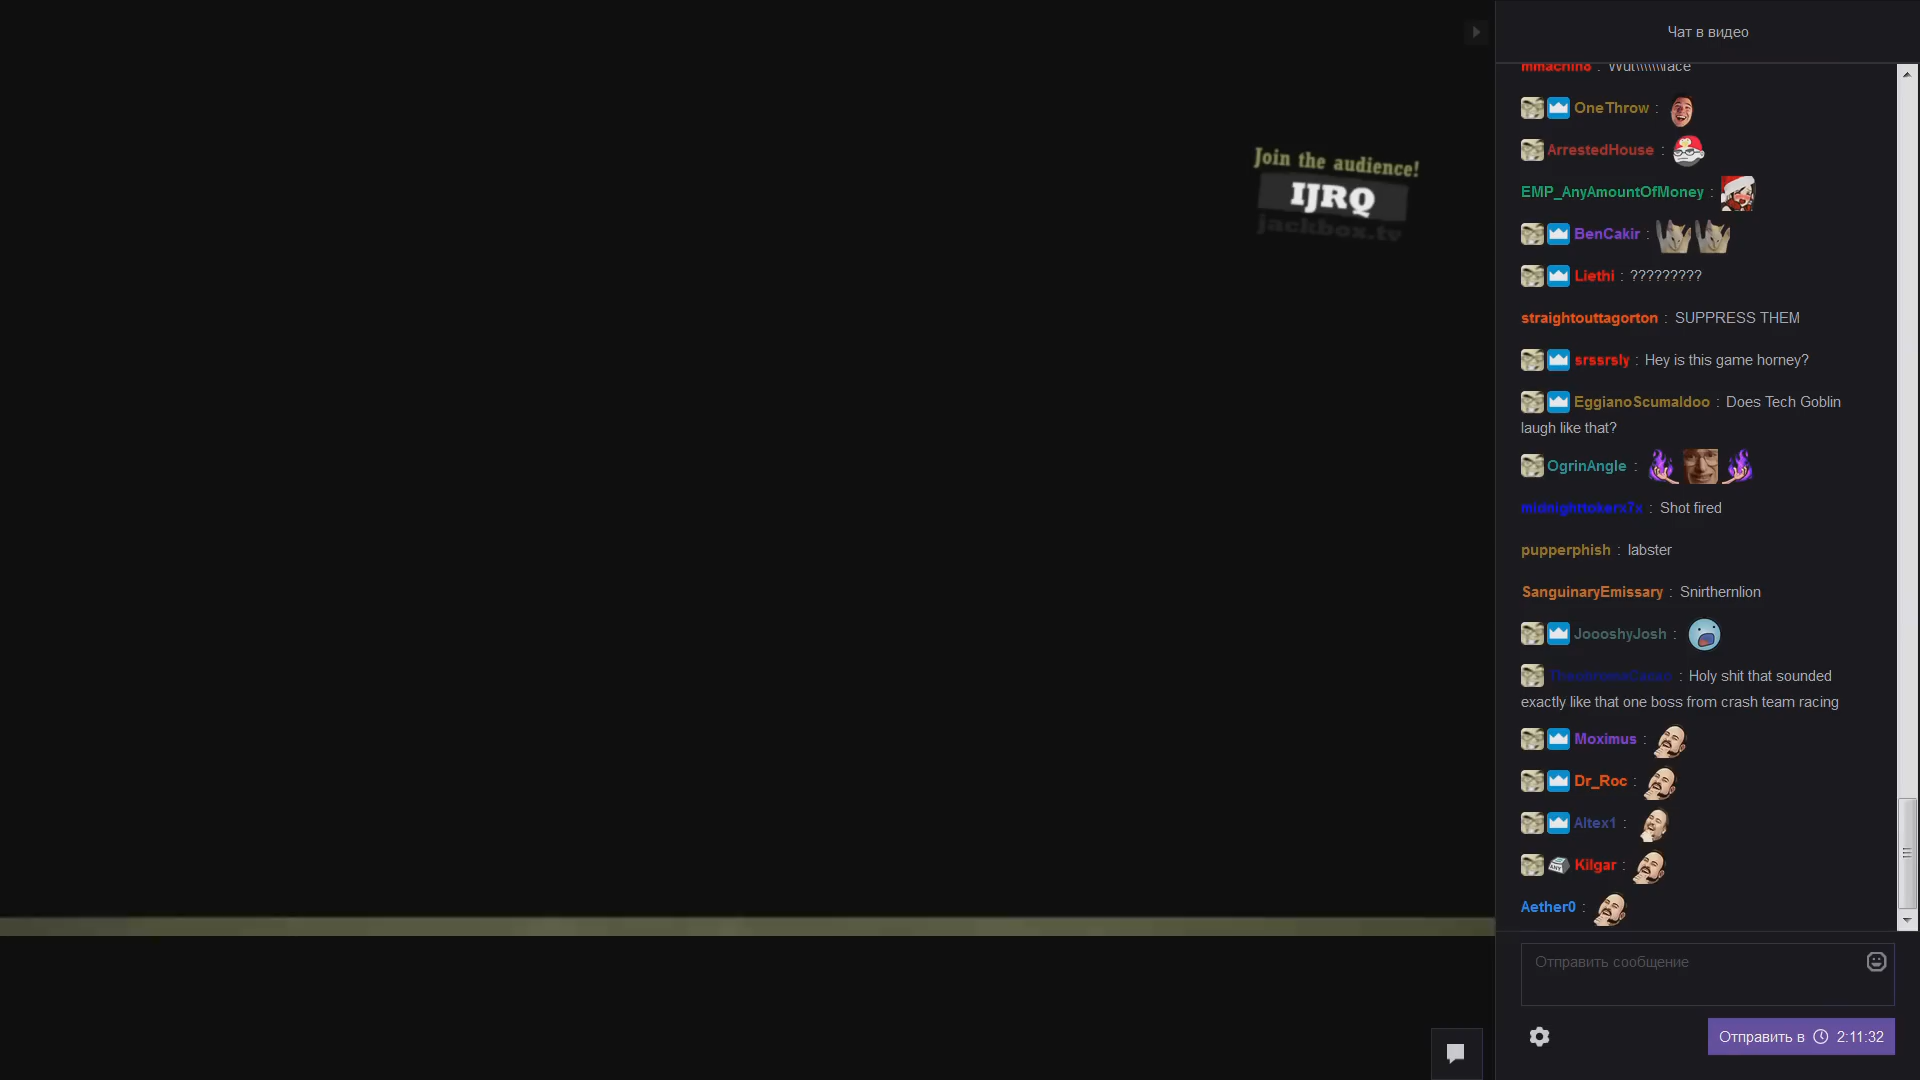 Join the audience!
IJRQ
jackbox.tv
Чат в видео
OneThrow :
ArrestedHouse :
EMP_AnyAmountOfMoney :
BenCakir :
Liethi : ?????????
straightouttagorton : SUPPRESS THEM
srssrsly : Hey is this game horney?
EggianoScumaldoo : Does Tech Goblin
laugh like that?
OgrinAngle :
midnighttokerx7x : Shot fired
pupperphish : labster
SanguinaryEmissary : Snirthernlion
JoooshyJosh :
: Holy shit that sounded
exactly like that one boss from crash team racing
Moximus :
Dr_Roc :
Altex1 :
Kilgar :
Aether0 :
Отправить сообщение
Отправить в 2:11:32